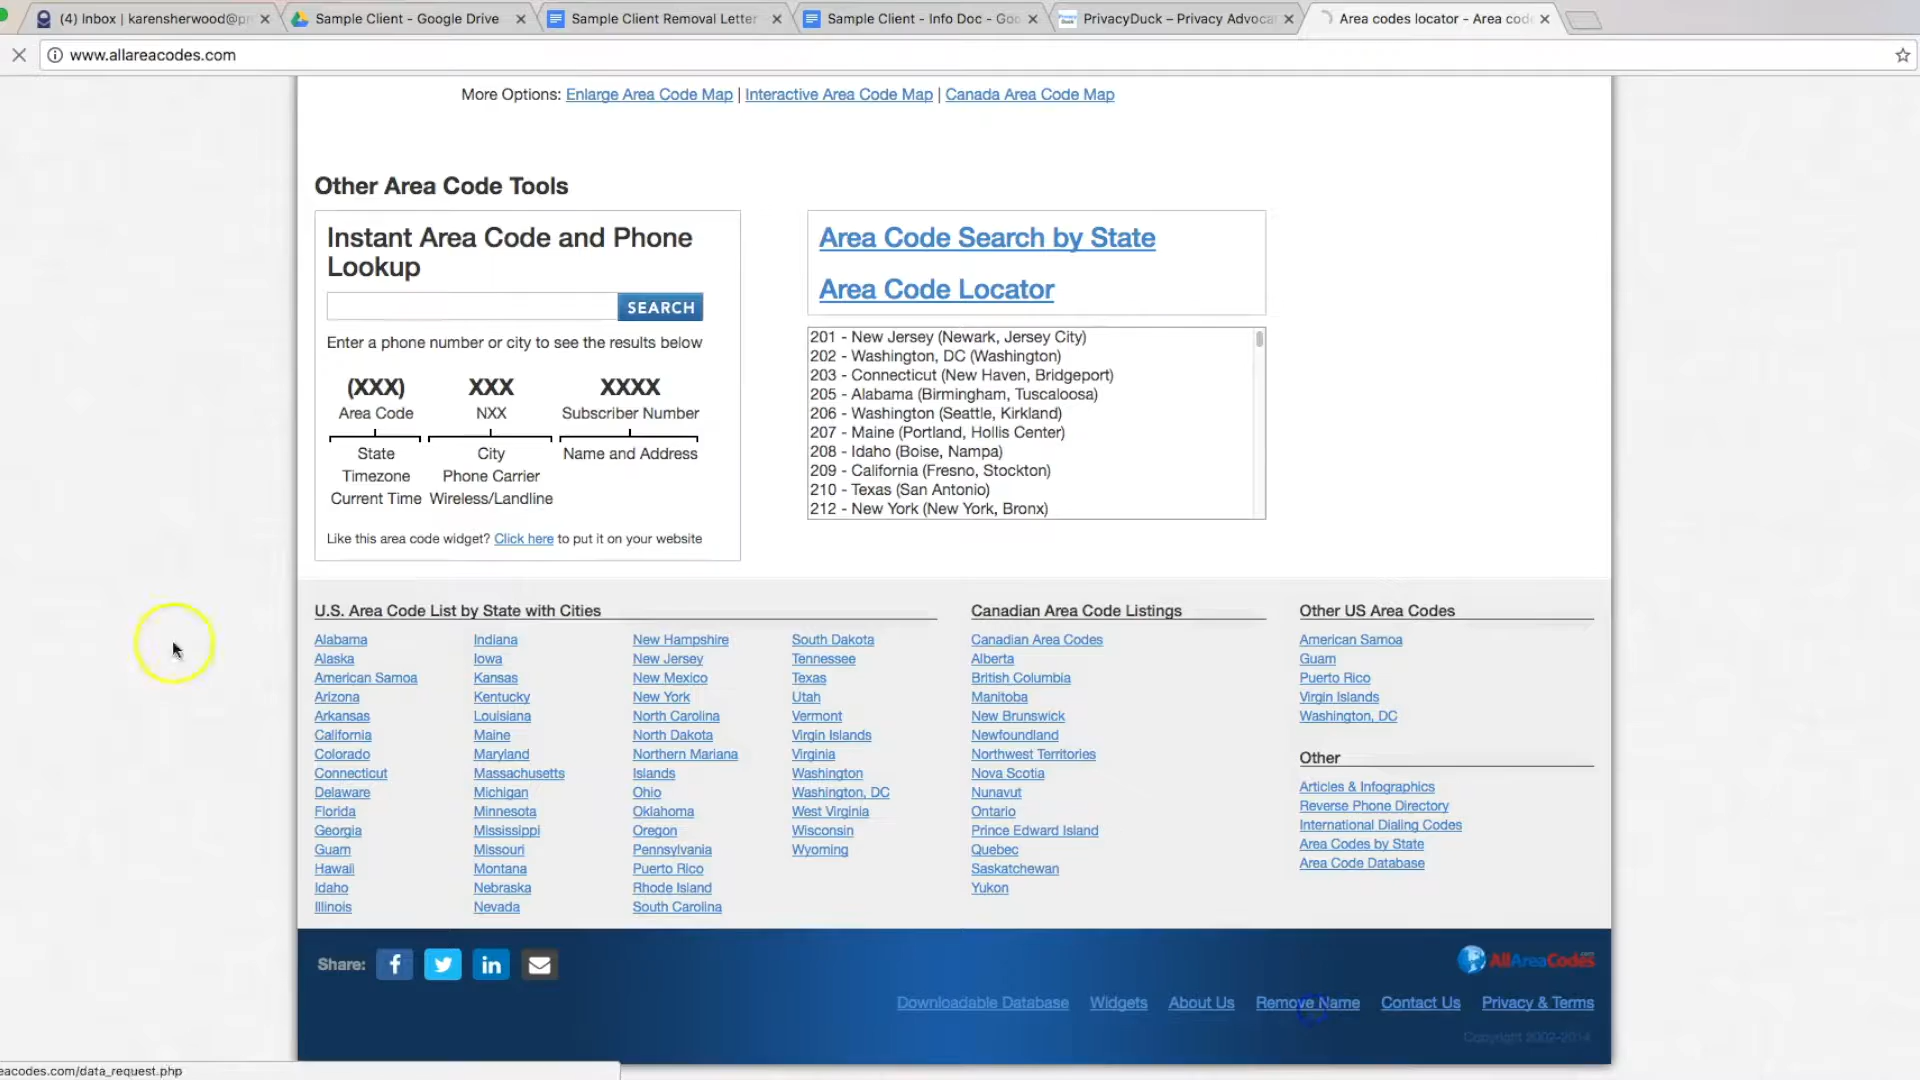 (4) Inbox | karensherwood@pr
Sample Client - Google Drive
Sample Client Removal Letter
Sample Client - Info Doc - Goo
PrivacyDuck – Privacy Advocat
Area codes locator - Area code
www.allareacodes.com
More Options: Enlarge Area Code Map | Interactive Area Code Map | Canada Area Code Map
Other Area Code Tools
Instant Area Code and Phone
Lookup
SEARCH
Enter a phone number or city to see the results below
(XXX) XXX XXXX
Area Code NXX Subscriber Number
State City Name and Address
Timezone Phone Carrier
Current Time Wireless/Landline
Like this area code widget? Click here to put it on your website
Area Code Search by State
Area Code Locator
201 - New Jersey (Newark, Jersey City)
202 - Washington, DC (Washington)
203 - Connecticut (New Haven, Bridgeport)
205 - Alabama (Birmingham, Tuscaloosa)
206 - Washington (Seattle, Kirkland)
207 - Maine (Portland, Hollis Center)
208 - Idaho (Boise, Nampa)
209 - California (Fresno, Stockton)
210 - Texas (San Antonio)
212 - New York (New York, Bronx)
U.S. Area Code List by State with Cities
Alabama
Alaska
American Samoa
Arizona
Arkansas
California
Colorado
Connecticut
Delaware
Florida
Georgia
Guam
Hawaii
Idaho
Illinois
Indiana
Iowa
Kansas
Kentucky
Louisiana
Maine
Maryland
Massachusetts
Michigan
Minnesota
Mississippi
Missouri
Montana
Nebraska
Nevada
New Hampshire
New Jersey
New Mexico
New York
North Carolina
North Dakota
Northern Mariana
Islands
Ohio
Oklahoma
Oregon
Pennsylvania
Puerto Rico
Rhode Island
South Carolina
South Dakota
Tennessee
Texas
Utah
Vermont
Virgin Islands
Virginia
Washington
Washington, DC
West Virginia
Wisconsin
Wyoming
Canadian Area Code Listings
Canadian Area Codes
Alberta
British Columbia
Manitoba
New Brunswick
Newfoundland
Northwest Territories
Nova Scotia
Nunavut
Ontario
Prince Edward Island
Quebec
Saskatchewan
Yukon
Other US Area Codes
American Samoa
Guam
Puerto Rico
Virgin Islands
Washington, DC
Other
Articles & Infographics
Reverse Phone Directory
International Dialing Codes
Area Codes by State
Area Code Database
Share:
AllAreaCodes
Downloadable Database Widgets About Us Remove Name Contact Us Privacy & Terms
Copyright 2002-2014
eacodes.com/data_request.php